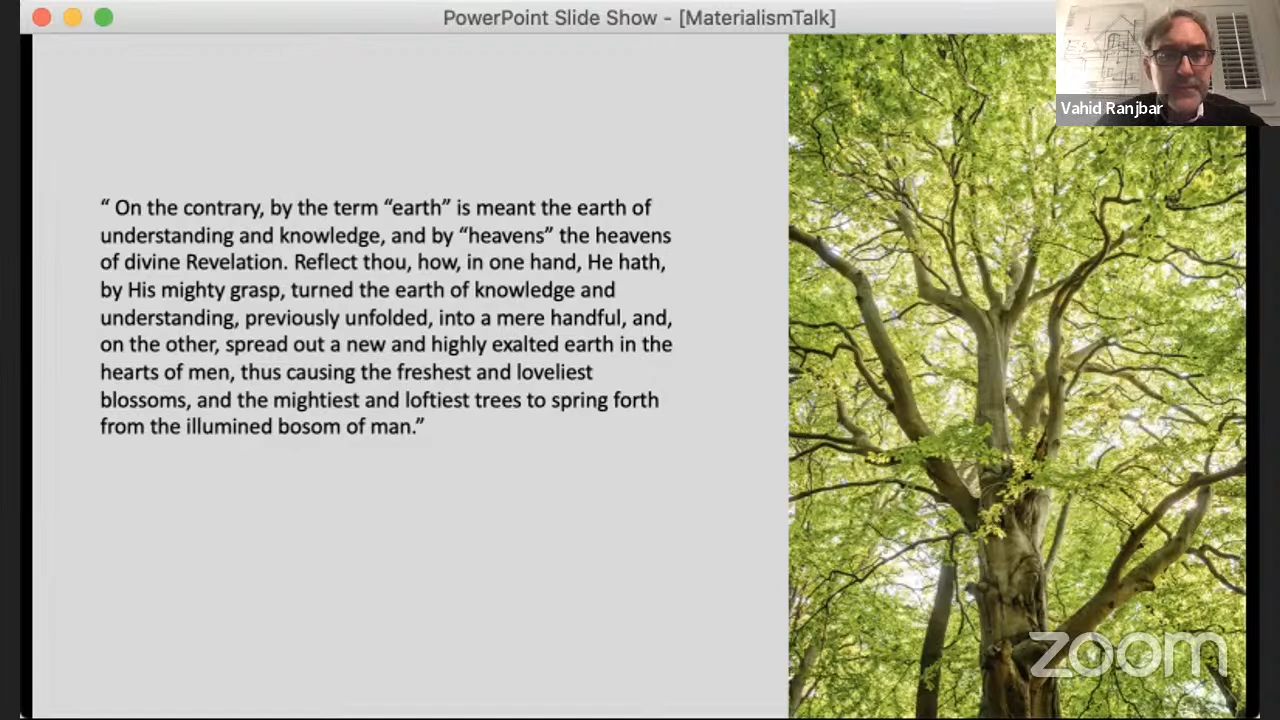 PowerPoint Slide Show - [MaterialismTalk]
Vahid Ranjbar
“ On the contrary, by the term “earth” is meant the earth of
understanding and knowledge, and by “heavens” the heavens
of divine Revelation. Reflect thou, how, in one hand, He hath,
by His mighty grasp, turned the earth of knowledge and
understanding, previously unfolded, into a mere handful, and,
on the other, spread out a new and highly exalted earth in the
hearts of men, thus causing the freshest and loveliest
blossoms, and the mightiest and loftiest trees to spring forth
from the illumined bosom of man.”
zoom